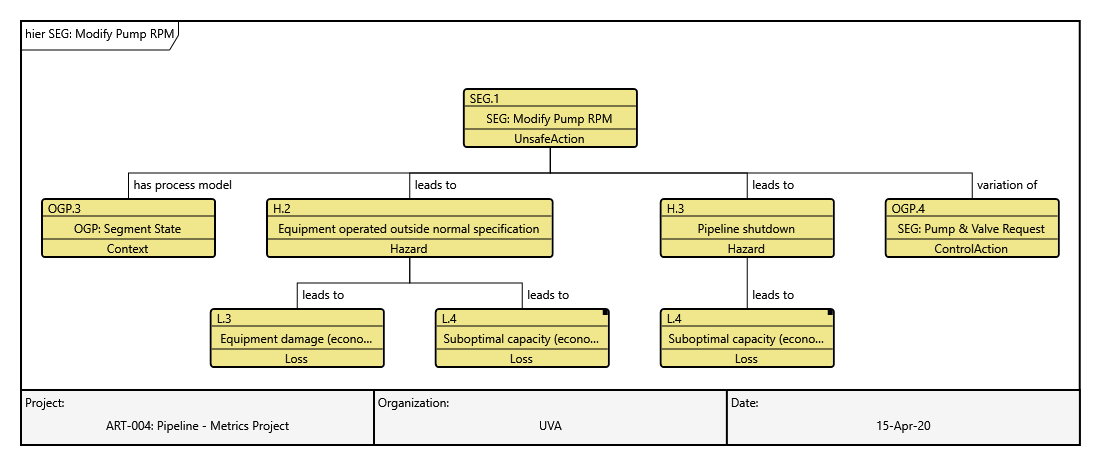 hier SEG: Modify Pump RPM
SEG.1
SEG: Modify Pump RPM
UnsafeAction
has process model
leads to
leads to
variation of
OGP.3
OGP: Segment State
Context
H.2
Equipment operated outside normal specification
Hazard
H.3
Pipeline shutdown
Hazard
OGP.4
SEG: Pump & Valve Request
ControlAction
leads to
leads to
leads to
L.3
Equipment damage (econo...
Loss
L.4
Suboptimal capacity (econo...
Loss
L.4
Suboptimal capacity (econo...
Loss
Project:
ART-004: Pipeline - Metrics Project
Organization:
UVA
Date:
15-Apr-20